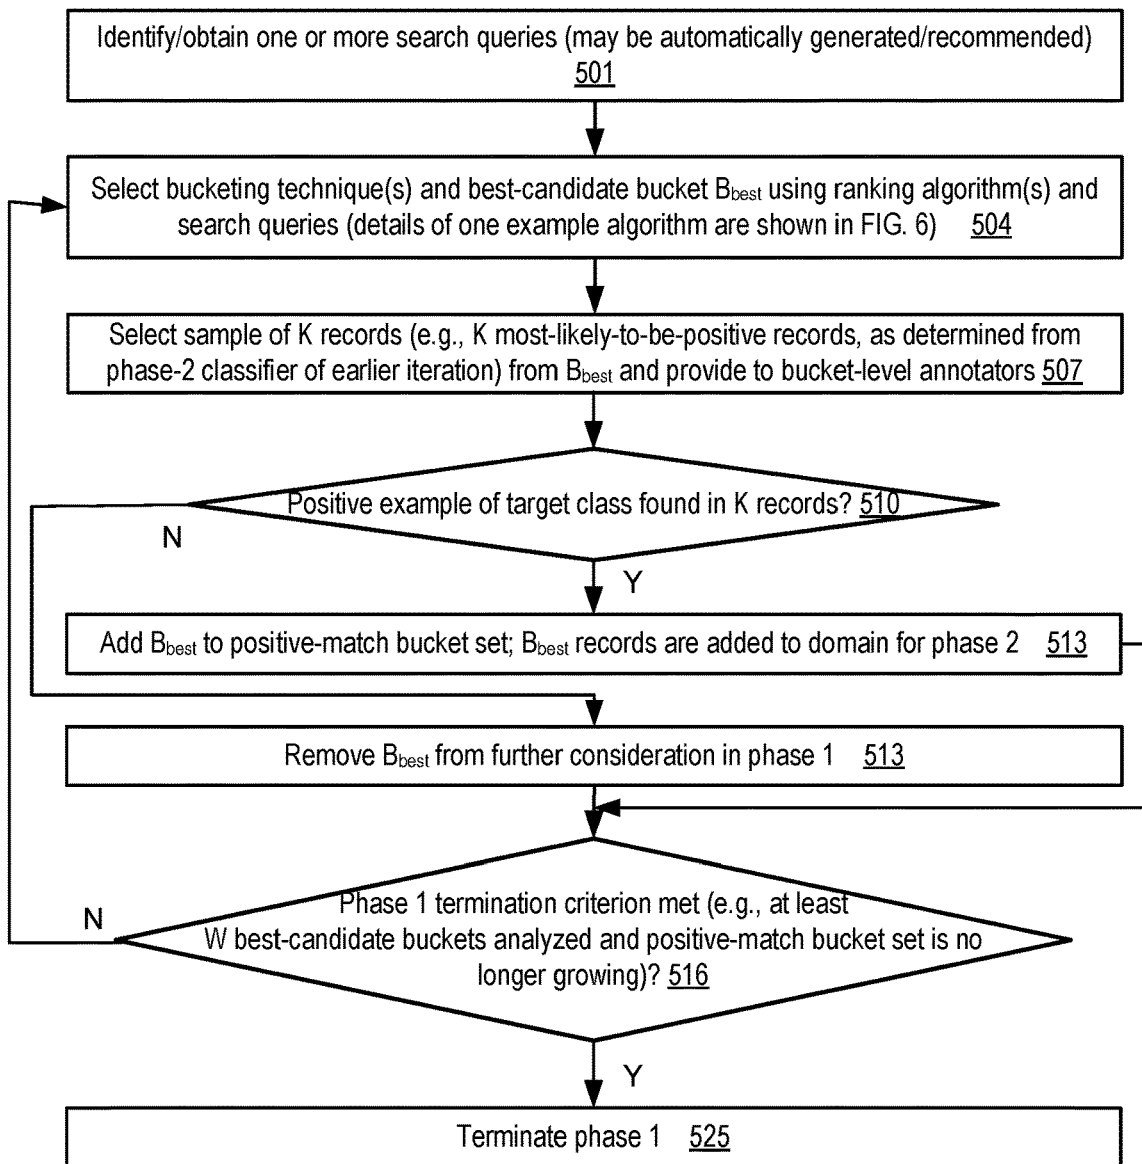 Identify/obtain one or more search queries (may be automatically generated/recommended)
501
Select bucketing technique(s) and best-candidate bucket Bbest using ranking algorithm(s) and
search queries (details of one example algorithm are shown in FIG. 6) 504
Select sample of K records (e.g., K most-likely-to-be-positive records, as determined from
phase-2 classifier of earlier iteration) from Bbest and provide to bucket-level annotators 507
Positive example of target class found in K records? 510
N
Y
Add Bbest to positive-match bucket set; Bbest records are added to domain for phase 2 513
Remove Bbest from further consideration in phase 1 513
Phase 1 termination criterion met (e.g., at least
N
W best-candidate buckets analyzed and positive-match bucket set is no
longer growing)? 516
Y
Terminate phase 1 525